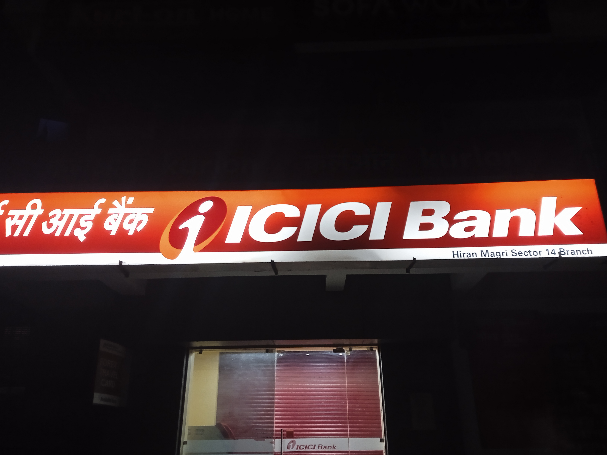 सी आई बैंक ICICI Bank
Hiran Magri Sector 14 Branch
ICICI Bank